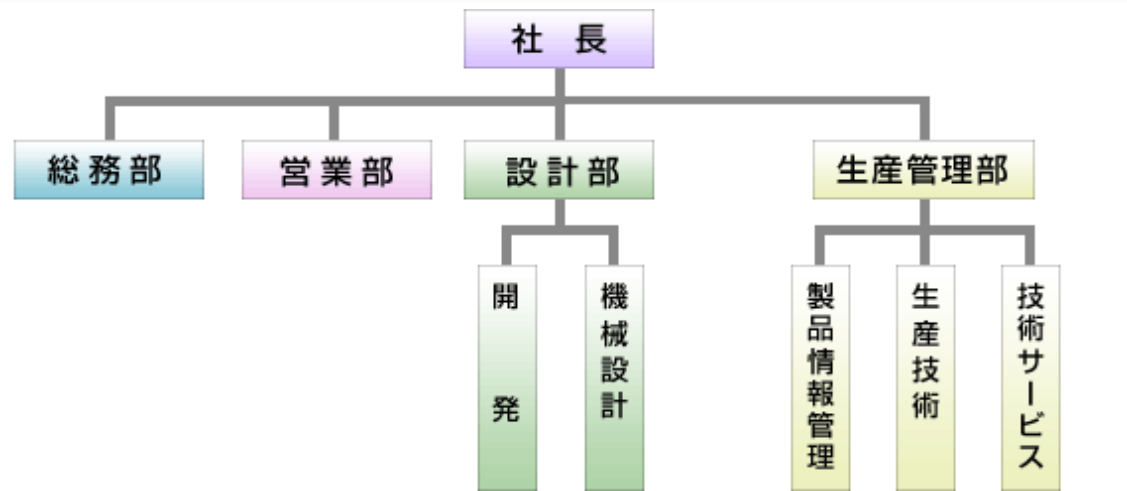 社長
総務部
営業部
設計部
生産管理部
開発
機械設計
製品情報管理
生産技術
技術サービス